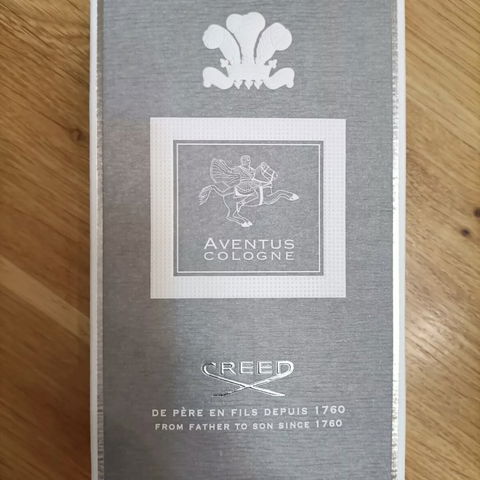 AVENTUS
COLOGNE
CREED
DE PÈRE EN FILS DEPUIS 1760
FROM FATHER TO SON SINCE 1760